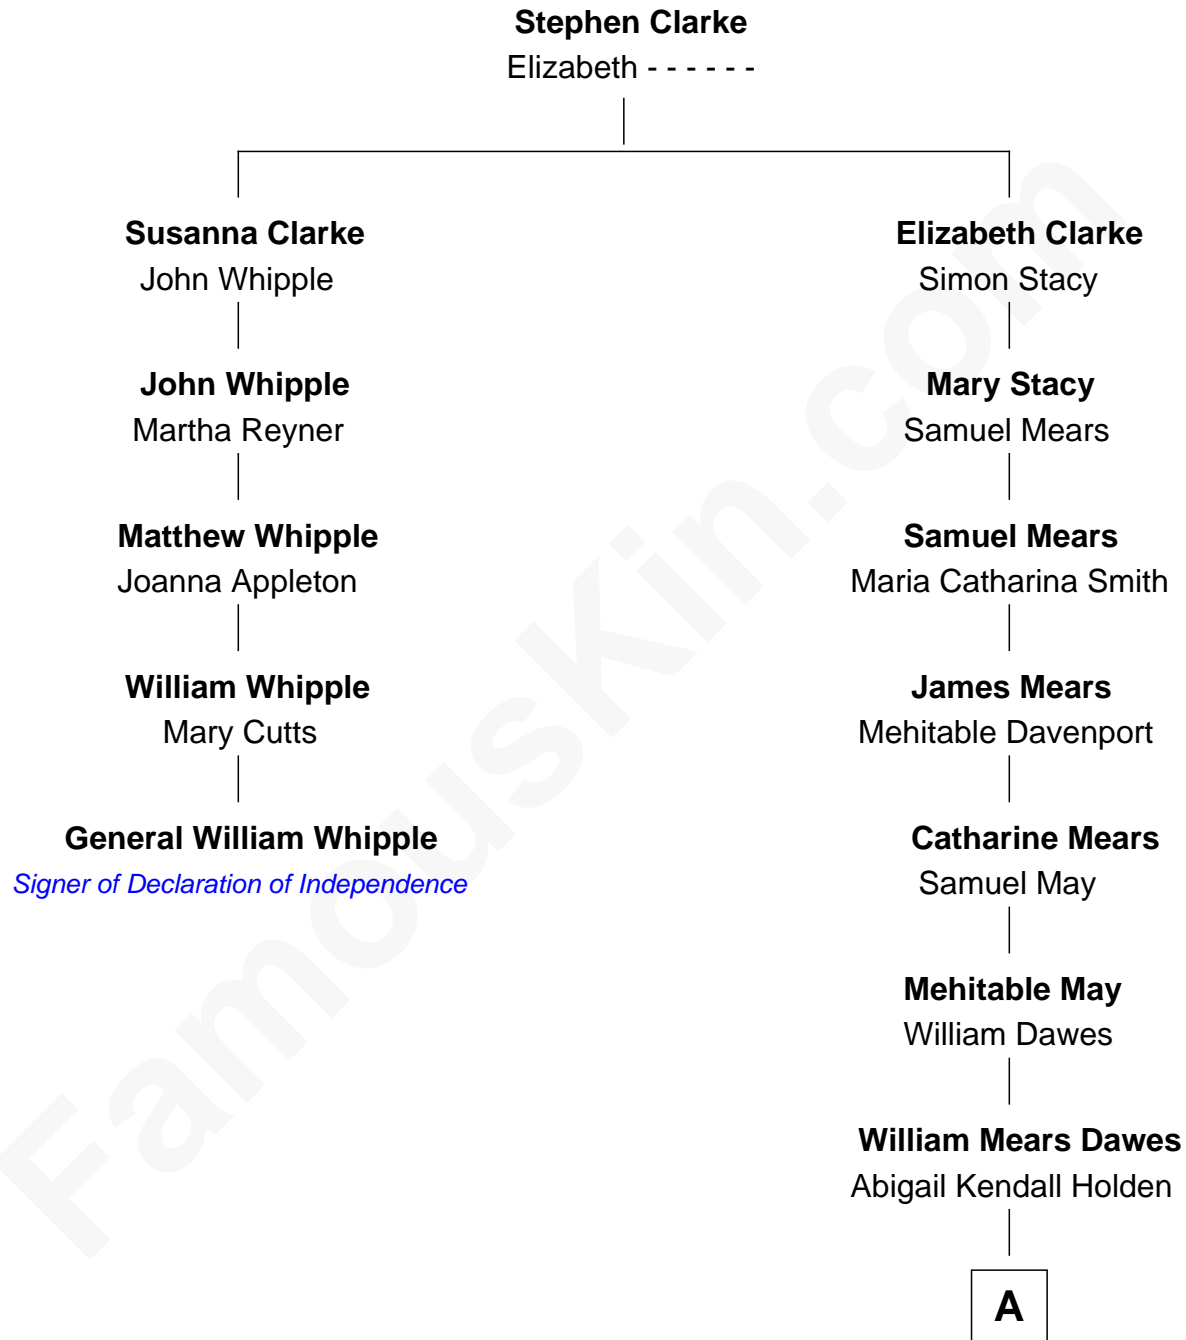 Stephen Clarke
Elizabeth - - - - - -
Susanna Clarke
John Whipple
Elizabeth Clarke
Simon Stacy
John Whipple
Martha Reyner
Mary Stacy
Samuel Mears
Matthew Whipple
Joanna Appleton
Samuel Mears
Maria Catharina Smith
William Whipple
Mary Cutts
James Mears
Mehitable Davenport
General William Whipple
Signer of Declaration of Independence
Catharine Mears
Samuel May
Mehitable May
William Dawes
William Mears Dawes
Abigail Kendall Holden
A
FamousKin.com